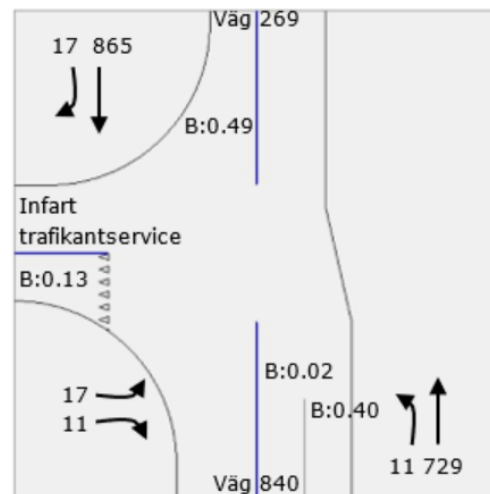 Väg 269
17 865
B:0.49
Infart
trafikantservice
B:0.13
B:0.02
17
B:0.40
11
11 729
Väg 840